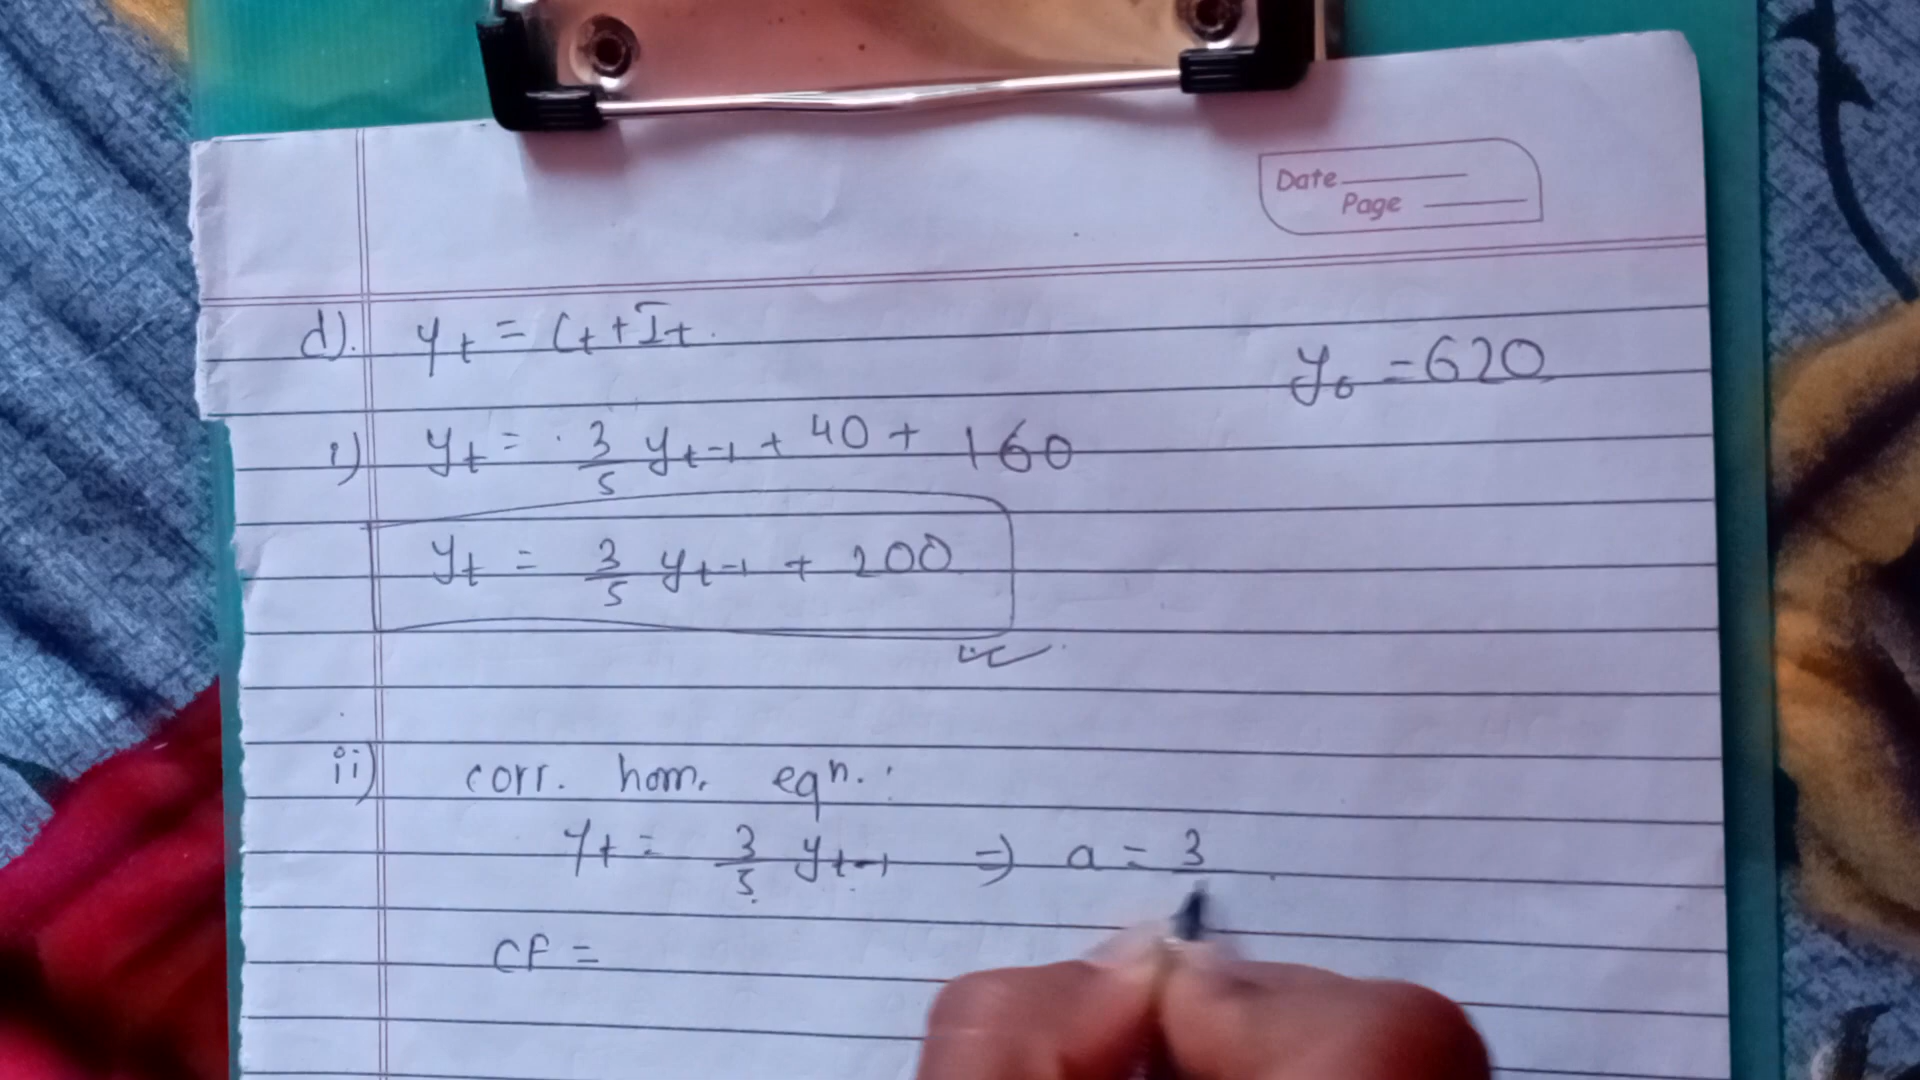 Date
Page
d). yt = Ct + It.
y0 = 620
i) yt = 3/5 yt-1 + 40 + 160
yt = 3/5 yt-1 + 200
ii) corr. hom. eqn. :
yt = 3/5 yt-1 ⇒ a = 3
CF =